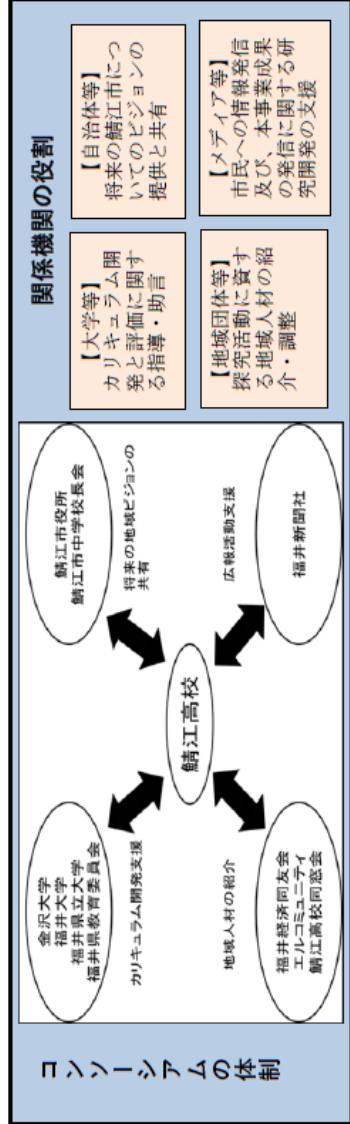 コンソーシアムの体制
金沢大学
福井大学
福井県立大学
福井県教育委員会
鯖江市役所
鯖江市中学校長会
カリキュラム開発支援
将来の地域ビジョンの
共有
鯖江高校
地域人材の紹介
広報活動支援
福井経済同友会
エルコミュニティ
鯖江高校同窓会
福井新聞社
関係機関の役割
【大学等】
カリキュラム開
発と評価に関す
る指導・助言
【自治体等】
将来の鯖江市につ
いてのビジョンの
提供と共有
【地域団体等】
探究活動に資す
る地域人材の紹
介・調整
【メディア等】
市民への情報発信
及び、本事業成果
の発信に関する研
究開発の支援